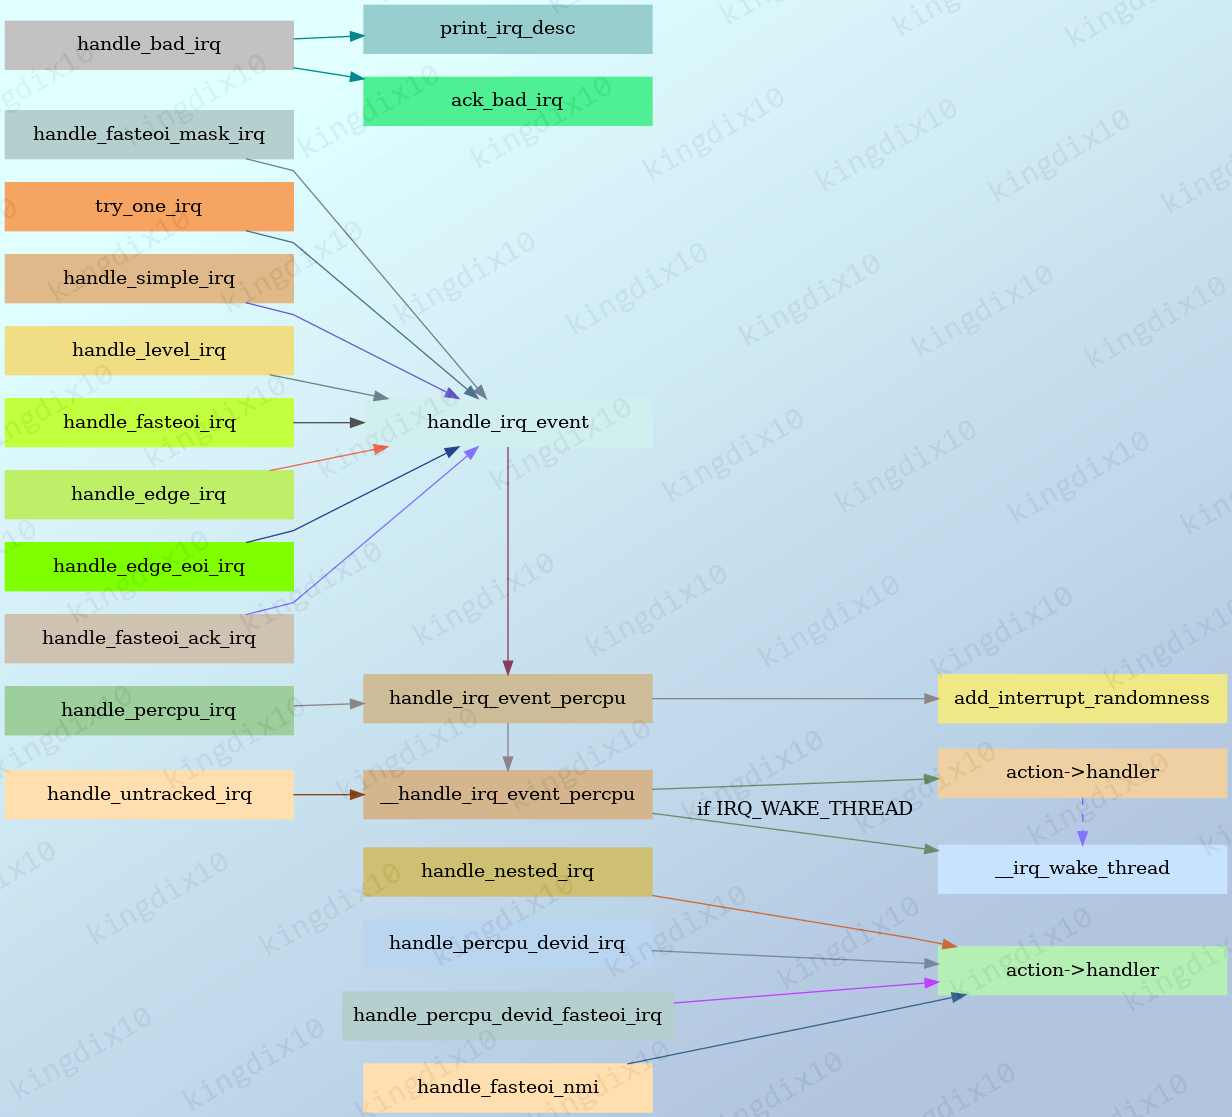 handle_bad_irq
print_irq_desc
ack_bad_irq
handle_fasteoi_mask_irq
try_one_irq
handle_simple_irq
handle_level_irq
handle_fasteoi_irq
handle_irq_event
handle_edge_irq
handle_edge_eoi_irq
handle_fasteoi_ack_irq
handle_percpu_irq
handle_irq_event_percpu
add_interrupt_randomness
action->handler
handle_untracked_irq
__handle_irq_event_percpu
if IRQ_WAKE_THREAD
__irq_wake_thread
handle_nested_irq
handle_percpu_devid_irq
action->handler
handle_percpu_devid_fasteoi_irq
handle_fasteoi_nmi
kingdix10